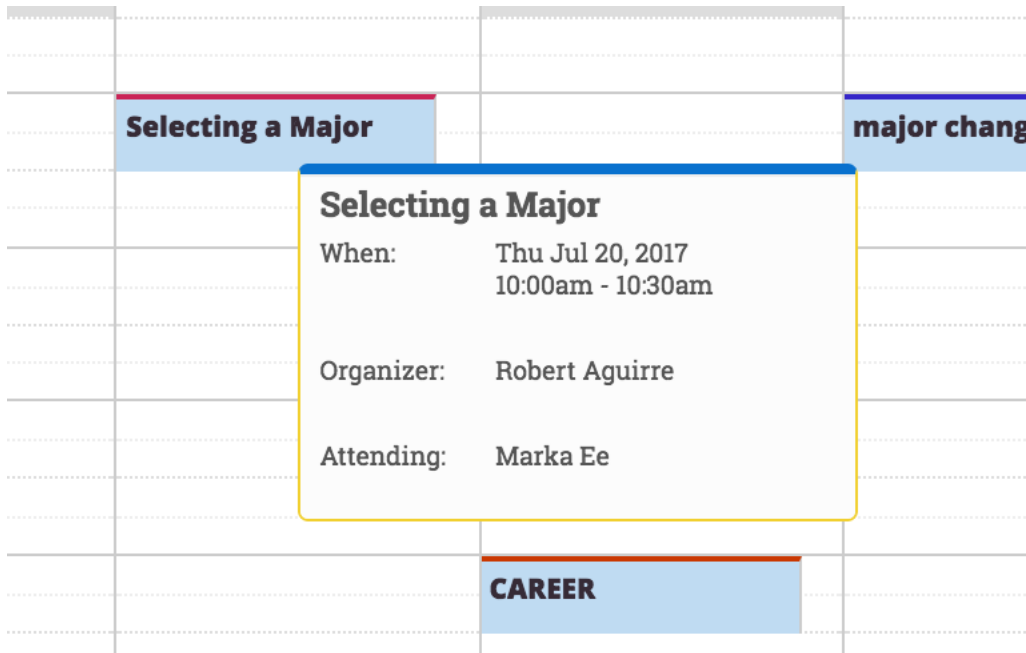 Selecting a Major
major chang
Selecting a Major
When: Thu Jul 20, 2017
10:00am - 10:30am
Organizer: Robert Aguirre
Attending: Marka Ee
CAREER